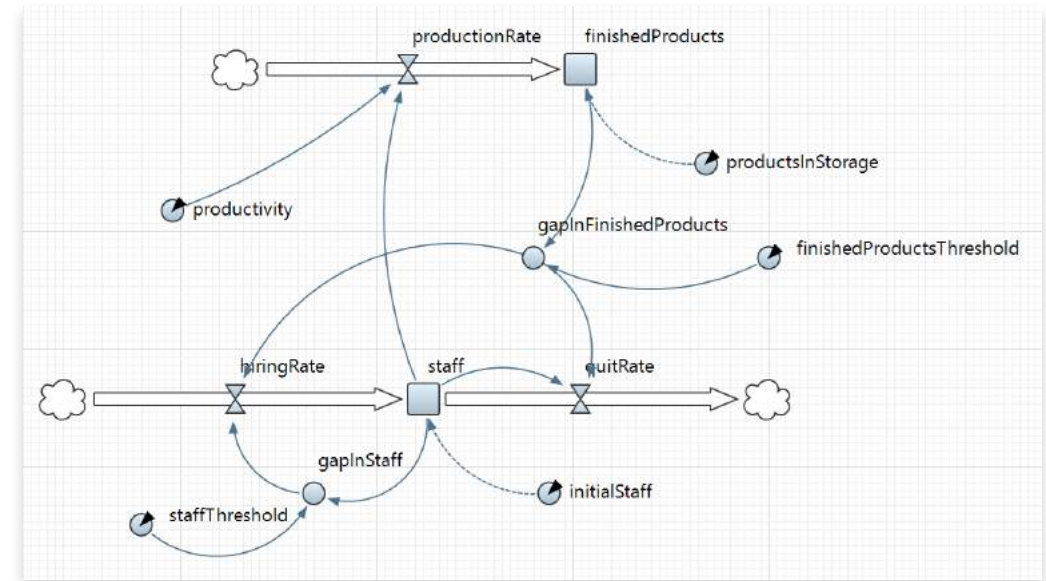 productionRate
finishedProducts
productsInStorage
productivity
gapInFinishedProducts
finishedProductsThreshold
hiringRate
staff
quitRate
gapInStaff
initialStaff
staffThreshold